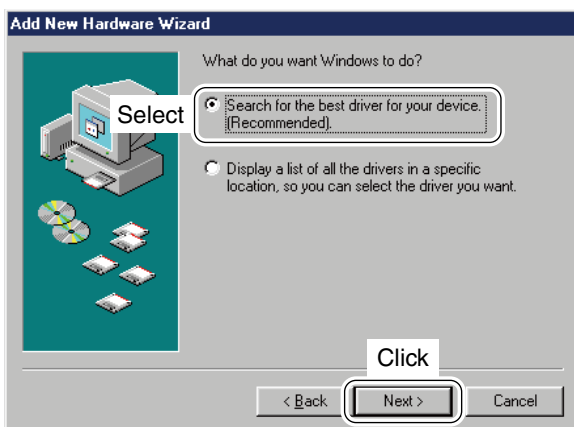 Add New Hardware Wizard
What do you want Windows to do?
Select
Search for the best driver for your device.
(Recommended).
Display a list of all the drivers in a specific
location, so you can select the driver you want.
Click
< Back
Next >
Cancel